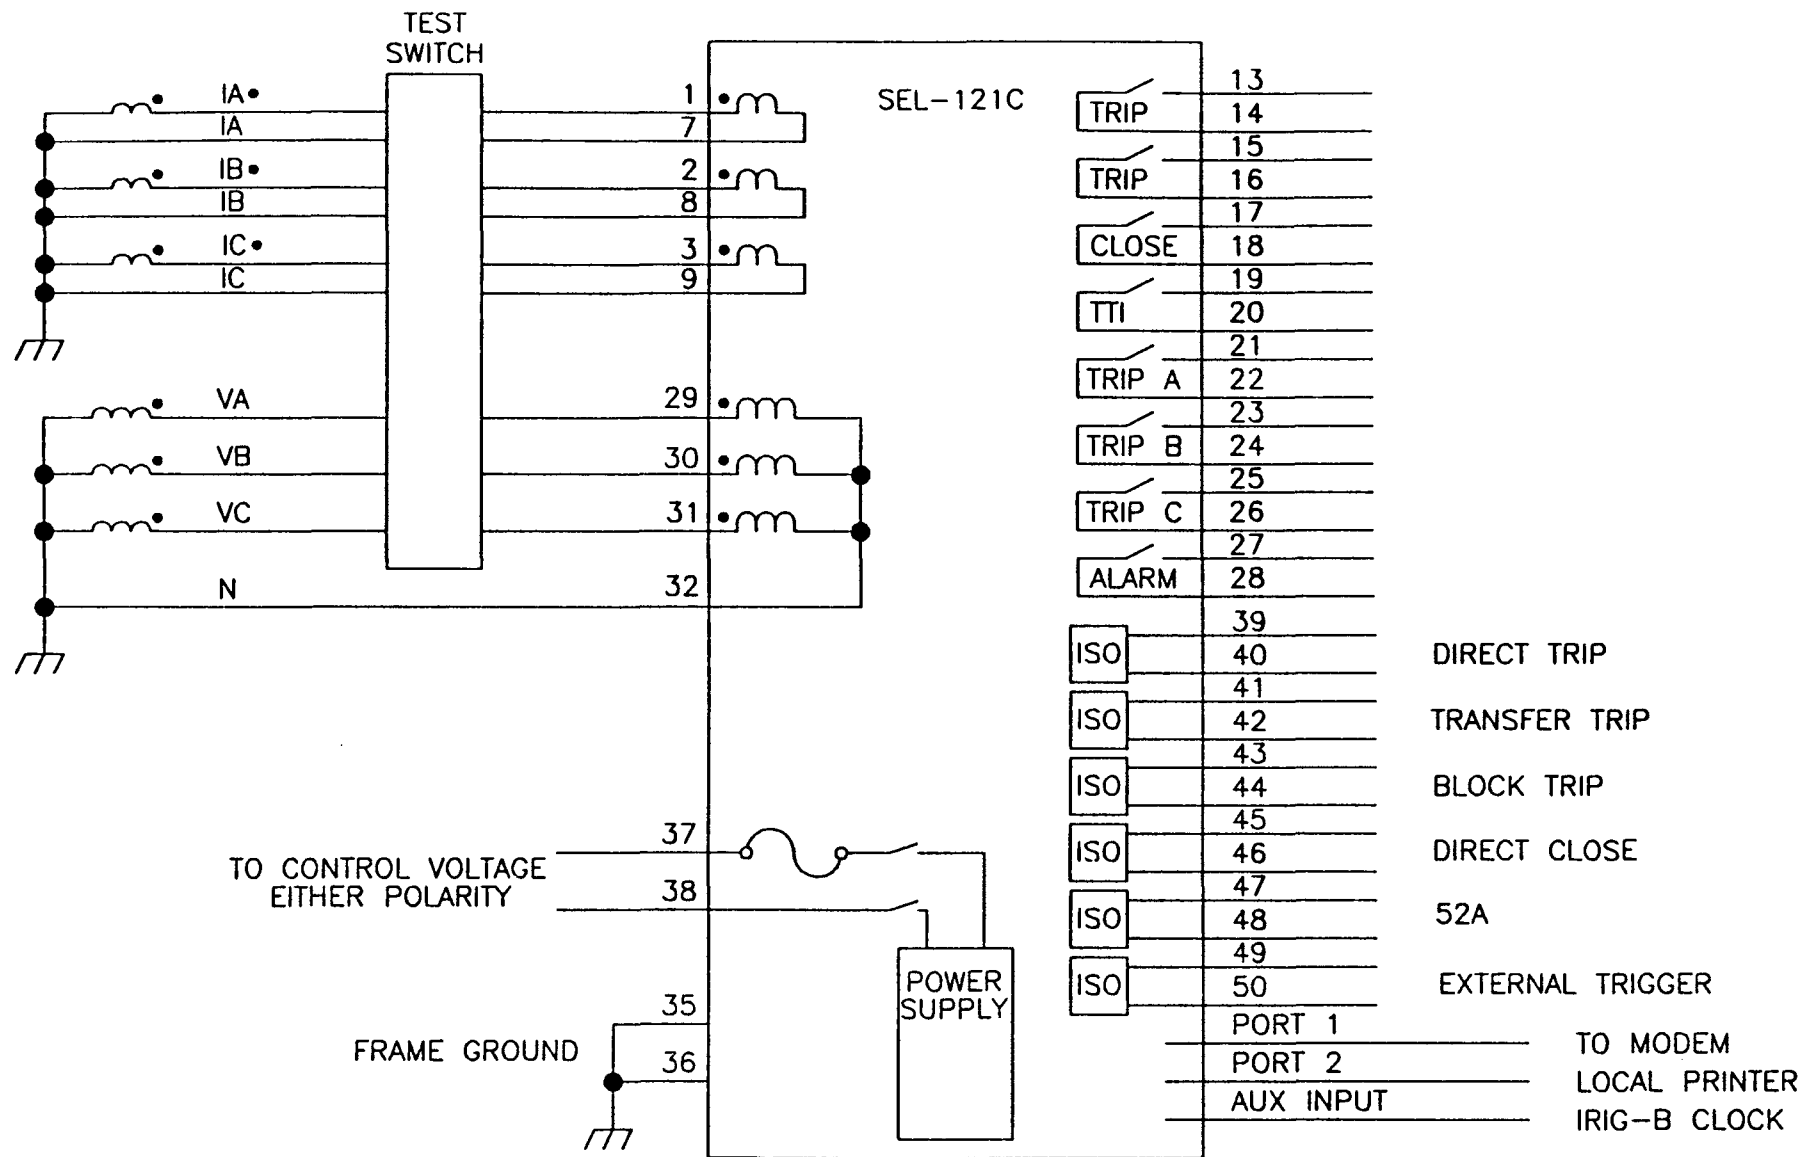 TEST
SWITCH
SEL-121C
IA•
IA
IB•
IB
IC•
IC
1
7
2
8
3
9
VA
VB
VC
N
29
30
31
32
TO CONTROL VOLTAGE
EITHER POLARITY
37
38
POWER
SUPPLY
FRAME GROUND
35
36
13
TRIP 14
15
TRIP 16
17
CLOSE 18
19
TTI 20
21
TRIP A 22
23
TRIP B 24
25
TRIP C 26
27
ALARM 28
39
ISO 40 DIRECT TRIP
41
ISO 42 TRANSFER TRIP
43
ISO 44 BLOCK TRIP
45
ISO 46 DIRECT CLOSE
47
ISO 48 52A
49
ISO 50 EXTERNAL TRIGGER
PORT 1
TO MODEM
PORT 2
LOCAL PRINTER
AUX INPUT
IRIG-B CLOCK